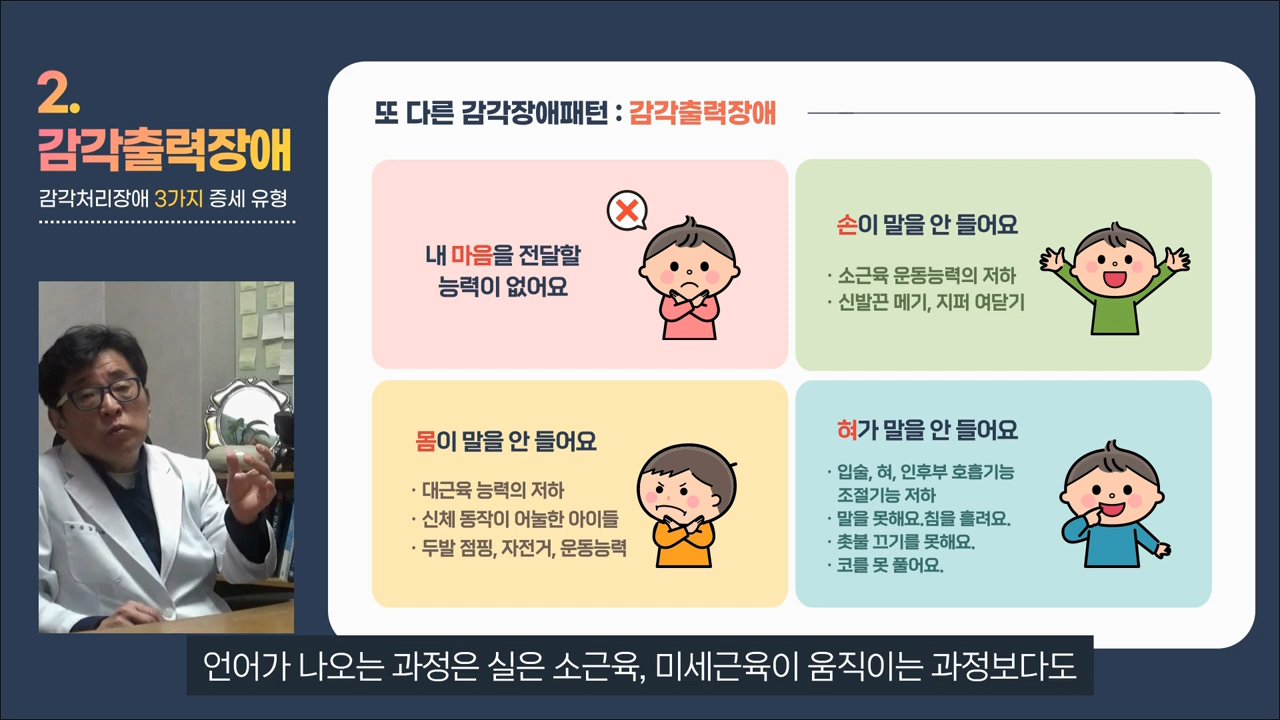 2.
감각출력장애
감각처리장애 3가지 증세 유형
또 다른 감각장애패턴 : 감각출력장애
내 마음을 전달할
능력이 없어요
손이 말을 안 들어요
· 소근육 운동능력의 저하
· 신발끈 메기, 지퍼 여닫기
몸이 말을 안 들어요
· 대근육 능력의 저하
· 신체 동작이 어눌한 아이들
· 두발 점핑, 자전거, 운동능력
혀가 말을 안 들어요
· 입술, 혀, 인후부 호흡기능
조절기능 저하
· 말을 못해요.침을 흘려요.
· 촛불 끄기를 못해요.
· 코를 못 풀어요.
언어가 나오는 과정은 실은 소근육, 미세근육이 움직이는 과정보다도